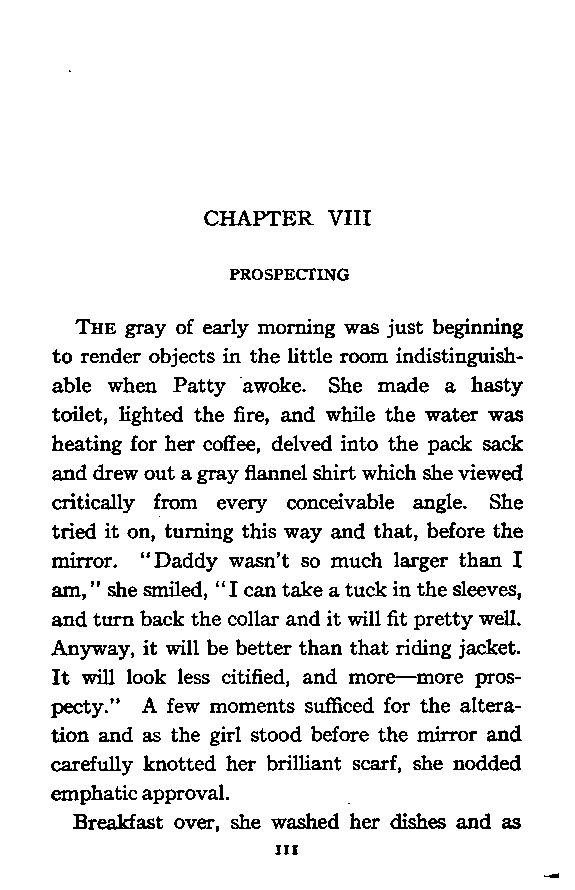 CHAPTER VIII
PROSPECTING
THE gray of early morning was just beginning
to render objects in the little room indistinguish-
able when Patty awoke. She made a hasty
toilet, lighted the fire, and while the water was
heating for her coffee, delved into the pack sack
and drew out a gray flannel shirt which she viewed
critically from every conceivable angle. She
tried it on, turning this way and that, before the
mirror. "Daddy wasn't so much larger than I
am," she smiled, "I can take a tuck in the sleeves,
and turn back the collar and it will fit pretty well.
Anyway, it will be better than that riding jacket.
It will look less citified, and more—more pros-
pecty." A few moments sufficed for the altera-
tion and as the girl stood before the mirror and
carefully knotted her brilliant scarf, she nodded
emphatic approval.
Breakfast over, she washed her dishes and as
111